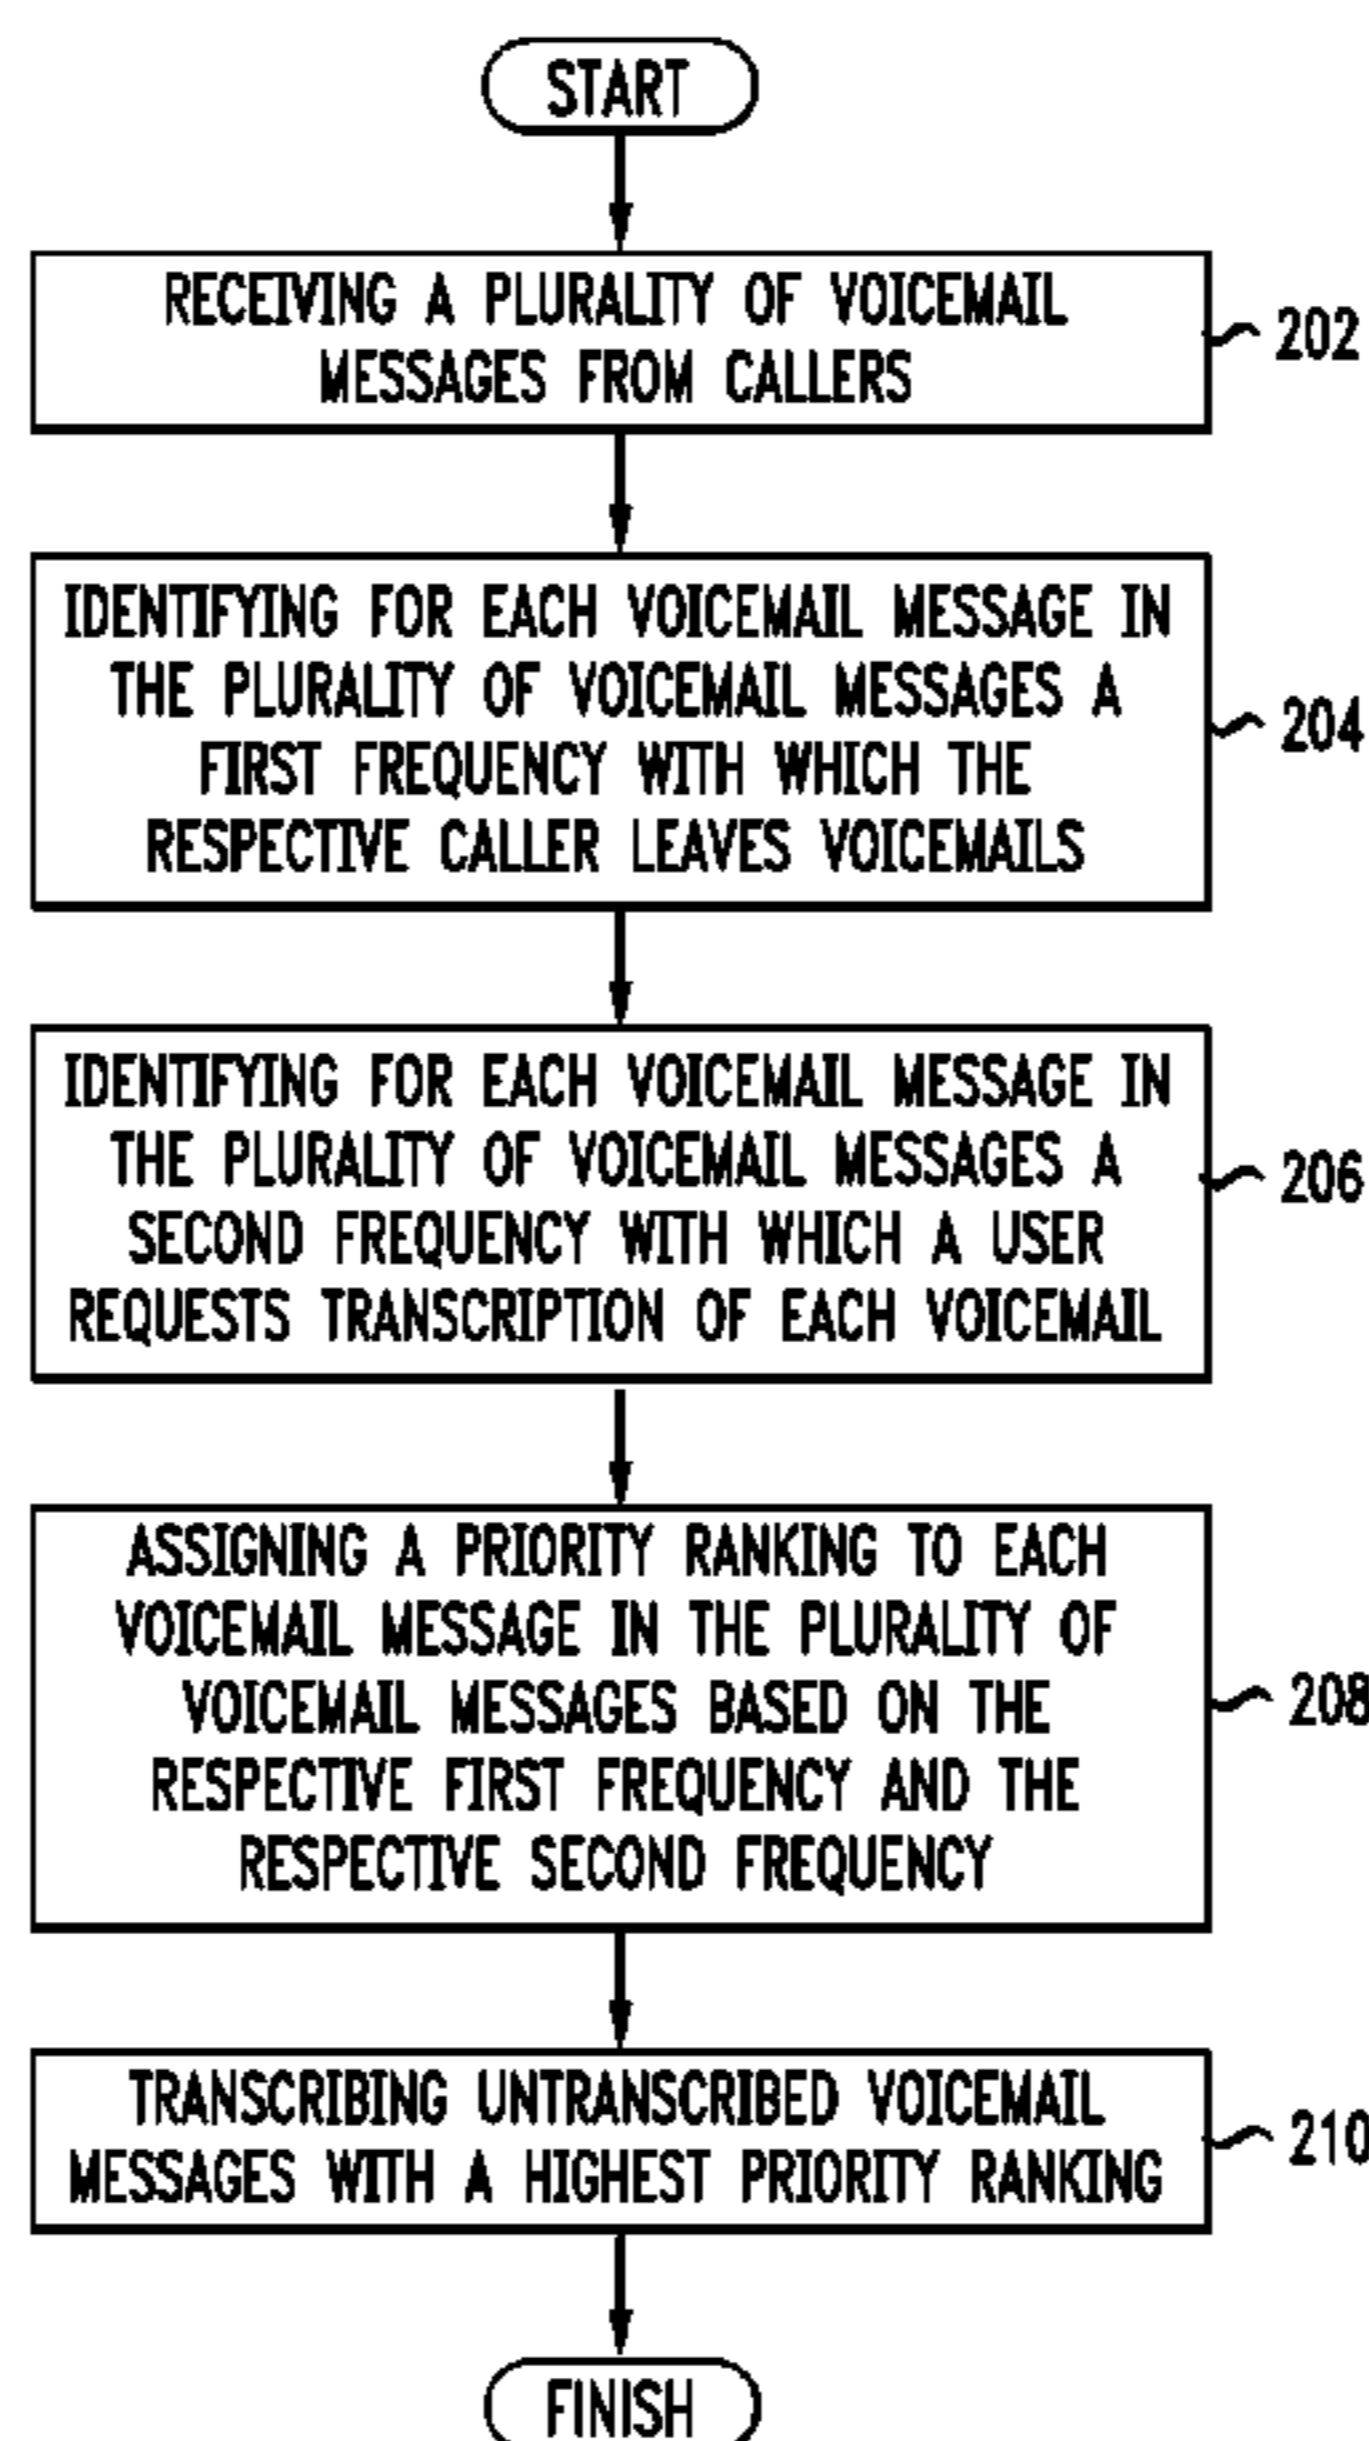 START
RECEIVING A PLURALITY OF VOICEMAIL
MESSAGES FROM CALLERS
202
IDENTIFYING FOR EACH VOICEMAIL MESSAGE IN
THE PLURALITY OF VOICEMAIL MESSAGES A
FIRST FREQUENCY WITH WHICH THE
RESPECTIVE CALLER LEAVES VOICEMAILS
204
IDENTIFYING FOR EACH VOICEMAIL MESSAGE IN
THE PLURALITY OF VOICEMAIL MESSAGES A
SECOND FREQUENCY WITH WHICH A USER
REQUESTS TRANSCRIPTION OF EACH VOICEMAIL
206
ASSIGNING A PRIORITY RANKING TO EACH
VOICEMAIL MESSAGE IN THE PLURALITY OF
VOICEMAIL MESSAGES BASED ON THE
RESPECTIVE FIRST FREQUENCY AND THE
RESPECTIVE SECOND FREQUENCY
208
TRANSCRIBING UNTRANSCRIBED VOICEMAIL
MESSAGES WITH A HIGHEST PRIORITY RANKING
210
FINISH